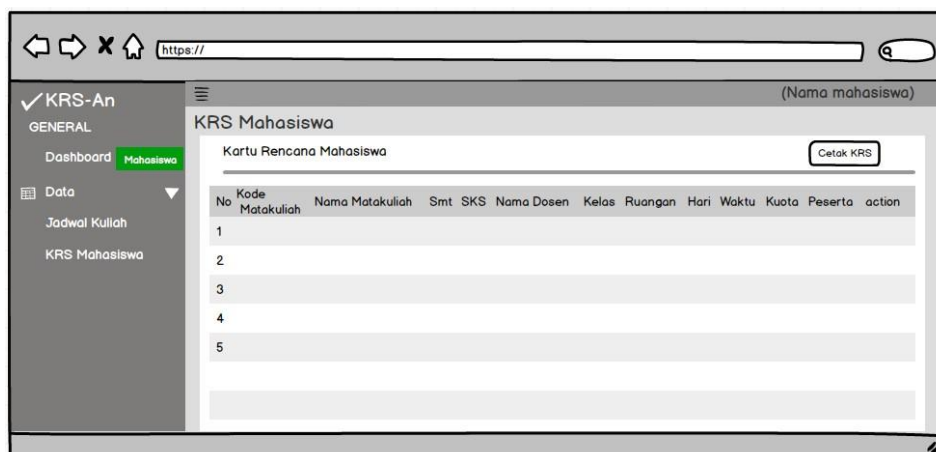 https://
KRS-An
(Nama mahasiswa)
GENERAL
KRS Mahasiswa
Dashboard Mahasiswa
Kartu Rencana Mahasiswa
Cetak KRS
Data
Jadwal Kuliah
KRS Mahasiswa
No Kode Matakuliah Nama Matakuliah Smt SKS Nama Dosen Kelas Ruangan Hari Waktu Kuota Peserta action
1
2
3
4
5